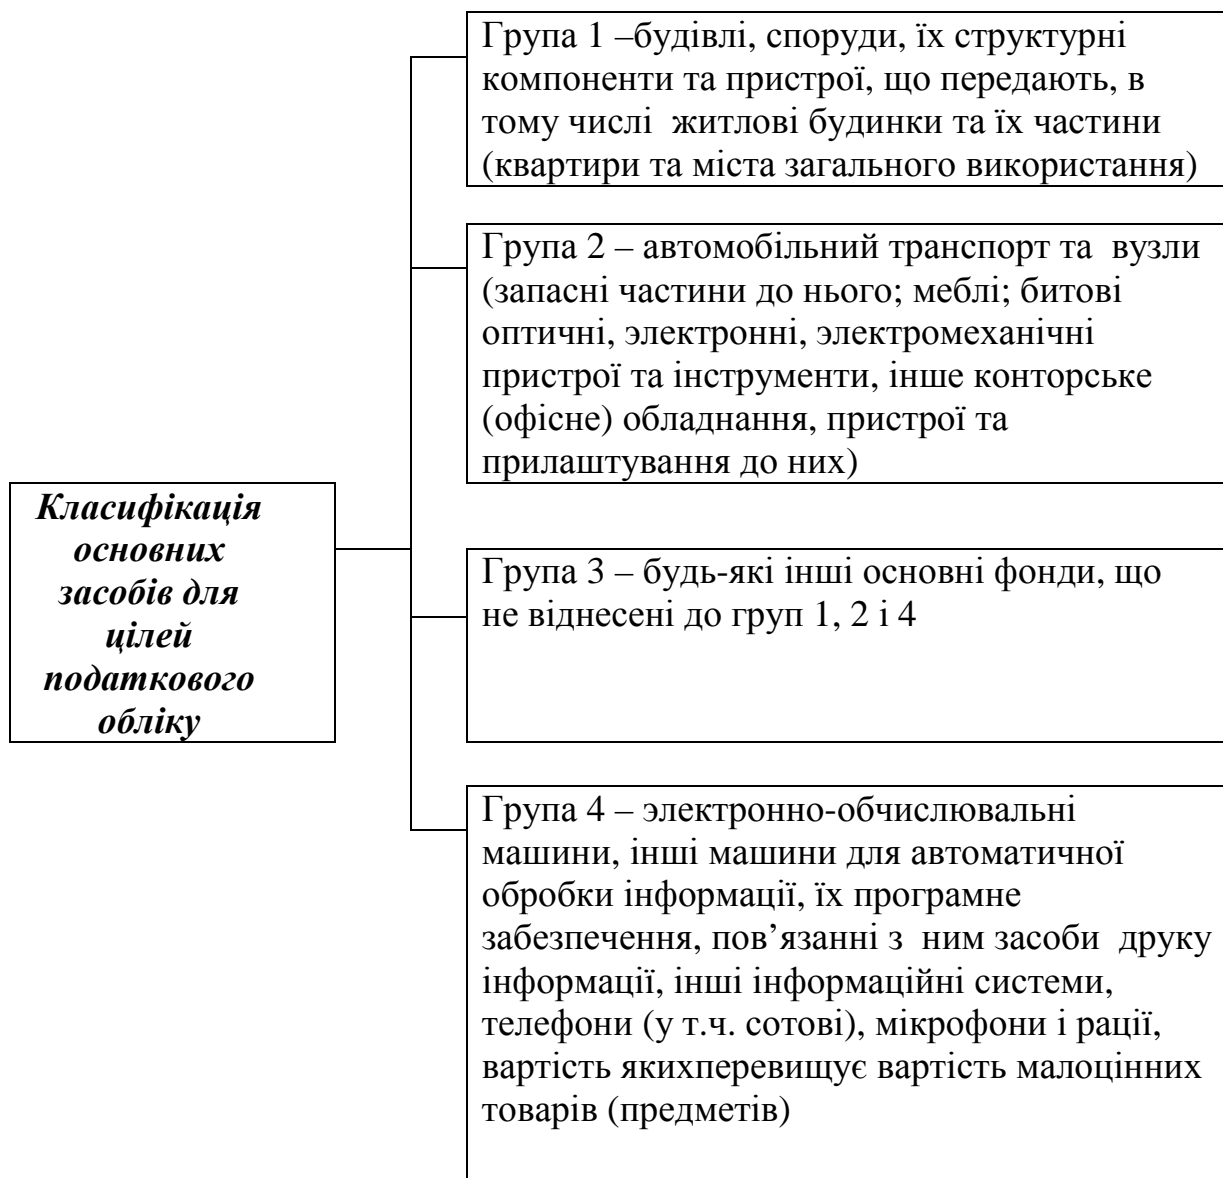 Група 1 –будівлі, споруди, їх структурні
компоненти та пристрої, що передають, в
тому числі житлові будинки та їх частини
(квартири та міста загального використання)
Група 2 – автомобільний транспорт та вузли
(запасні частини до нього; меблі; битові
оптичні, электронні, электромеханічні
пристрої та інструменти, інше конторське
(офісне) обладнання, пристрої та
прилаштування до них)
Класифікація
основних
засобів для
цілей
податкового
обліку
Група 3 – будь-які інші основні фонди, що
не віднесені до груп 1, 2 і 4
Група 4 – электронно-обчислювальні
машини, інші машини для автоматичної
обробки інформації, їх програмне
забезпечення, пов’язанні з ним засоби друку
інформації, інші інформаційні системи,
телефони (у т.ч. сотові), мікрофони і рації,
вартість якихперевищує вартість малоцінних
товарів (предметів)